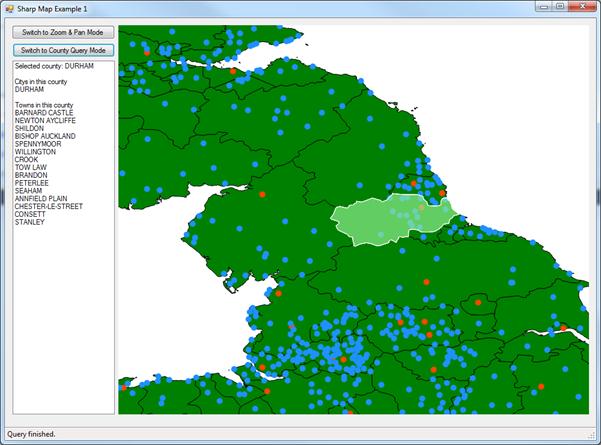 Sharp Map Example 1
Switch to Zoom & Pan Mode
Switch to County Query Mode
Selected county: DURHAM
Citys in this county
DURHAM
Towns in this county
BARNARD CASTLE
NEWTON AYCLIFFE
SHILDON
BISHOP AUCKLAND
SPENNYMOOR
WILLINGTON
CROOK
TOW LAW
BRANDON
PETERLEE
SEAHAM
ANNFIELD PLAIN
CHESTER-LE-STREET
CONSETT
STANLEY
Query finished.